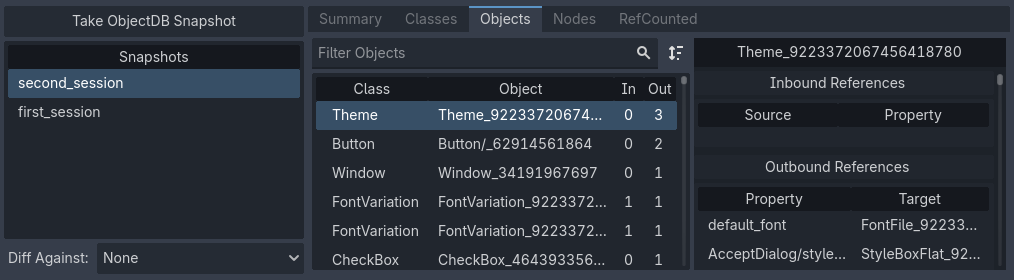 Take ObjectDB Snapshot
Snapshots
second_session
first_session
Diff Against: None
Summary Classes Objects Nodes RefCounted
Filter Objects
Class Object In Out
Theme Theme_92233720674... 0 3
Button Button/_62914561864 0 2
Window Window_34191967697 0 1
FontVariation FontVariation_9223372... 1 1
FontVariation FontVariation_9223372... 1 1
CheckBox CheckBox_464393356... 0 1
Theme_9223372067456418780
Inbound References
Source Property
Outbound References
Property Target
default_font FontFile_92233...
AcceptDialog/style... StyleBoxFlat_92...